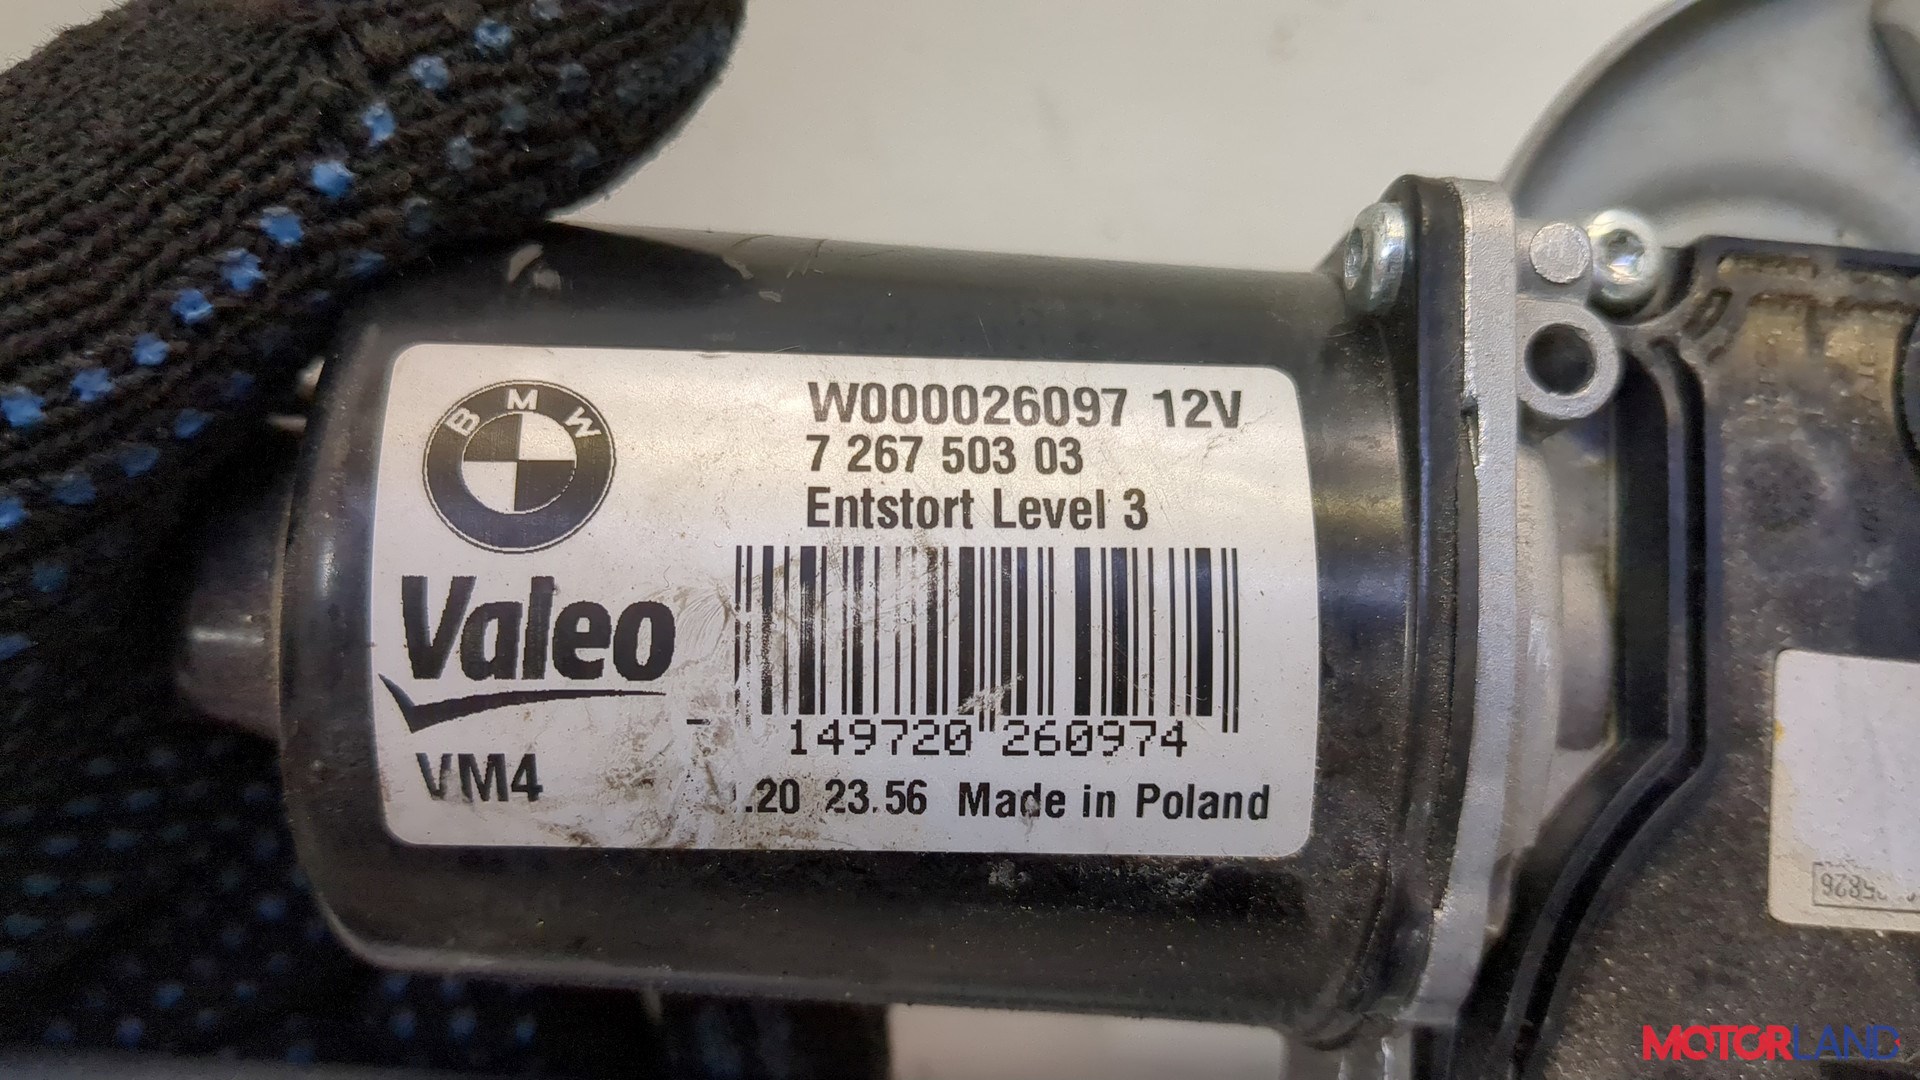 BMW
W000026097 12V
7 267 503 03
Entstort Level 3
Valeo
149720 260974
VM4
.20 23.56 Made in Poland
MOTORLAND